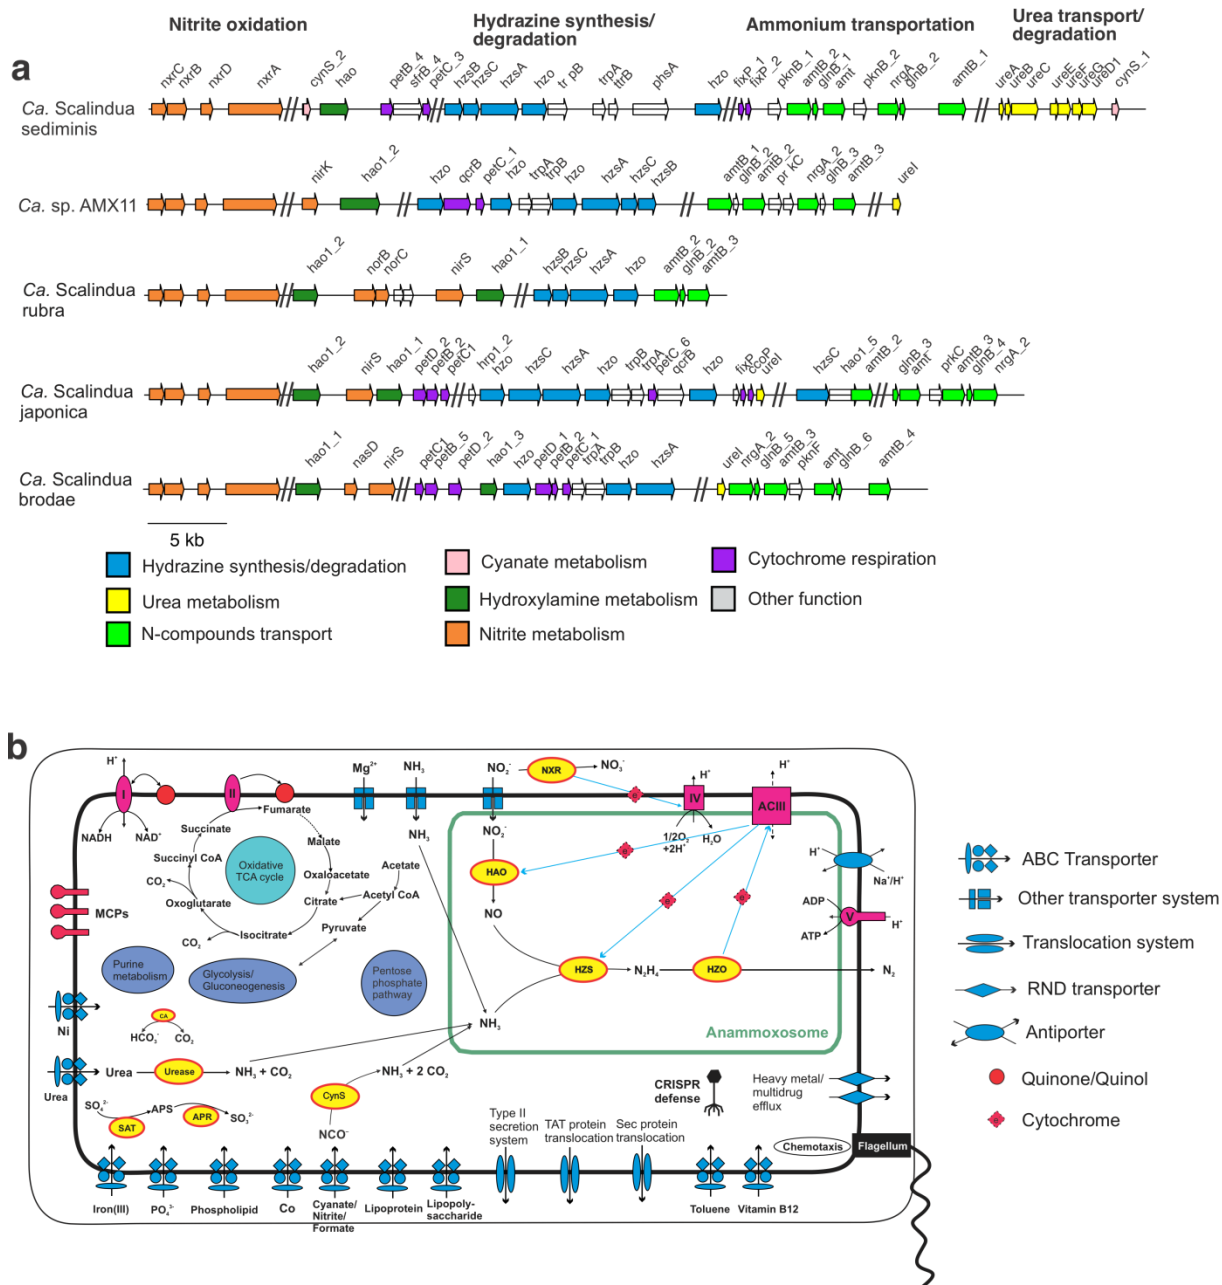 a
Nitrite oxidation
Hydrazine synthesis/
degradation
Ammonium transportation
Urea transport/
degradation
nxrC nxrB nxrD nxrA cynS_2 hao petB_4 sfrB_4 petC_3 hzsB hzsC hzsA hzo tr pB trpA ttrB phsA hzo fixP_1 fixP_2 pknB_1 amtB_2 glnB_1 amt pknB_2 nrgA glnB_2 amtB_1 ureA ureB ureC ureE ureF ureG ureD1 cynS_1
Ca. Scalindua
sediminis
nirK hao1_2 hzo qcrB petC_1 hzo trpA trpB hzo hzsA hzsC hzsB amtB_1 glnB_2 amtB_2 pr kC nrgA_2 glnB_3 amtB_3 ureI
Ca. sp. AMX11
hao1_2 norB norC nirS hao1_1 hzsB hzsC hzsA hzo amtB_2 glnB_2 amtB_3
Ca. Scalindua
rubra
hao1_2 nirS hao1_1 petD_2 petB_2 petC1 hrp1_2 hzo hzsC hzsA hzo trpB trpA petC_6 qcrB hzo fixP ccoP ureI hzsC hao1_5 amtB_2 glnB_3 amt prkC amtB_3 glnB_4 nrgA_2
Ca. Scalindua
japonica
hao1_1 nasD nirS petC1 petB_5 petD_2 hao1_3 hzo petD_1 petB_2 petC_1 trpA trpB hzo hzsA ureI nrgA_2 glnB_5 amtB_3 pknF amt glnB_6 amtB_4
Ca. Scalindua
brodae
5 kb
Hydrazine synthesis/degradation
Urea metabolism
N-compounds transport
Cyanate metabolism
Hydroxylamine metabolism
Nitrite metabolism
Cytochrome respiration
Other function
b
H⁺
I
NADH
NAD⁺
II
Fumarate
Malate
Oxaloacetate
Citrate
Isocitrate
Oxoglutarate
Succinyl CoA
Succinate
CO₂
CO₂
Oxidative
TCA cycle
Acetate
Acetyl CoA
Pyruvate
Mg²⁺
NH₃
NH₃
NO₂⁻
NXR
NO₃⁻
NO₂⁻
HAO
NO
e
IV
H⁺
1/2O₂
+2H⁺
H₂O
ACIII
H⁺
e
e
e
HZS
N₂H₄
HZO
N₂
NH₃
Anammoxosome
H⁺
Na⁺/H⁺
ADP
ATP
V
H⁺
MCPs
Purine
metabolism
Glycolysis/
Gluconeogenesis
Pentose
phosphate
pathway
Ni
CA
HCO₃⁻
CO₂
Urea
Urea
Urease
NH₃ + CO₂
SO₄²⁻
SAT
APS
APR
SO₃²⁻
CynS
NCO⁻
NH₃ + 2 CO₂
CRISPR
defense
Heavy metal/
multidrug
efflux
Type II
secretion
system
TAT protein
translocation
Sec protein
translocation
Chemotaxis
Flagellum
Iron(III)
PO₄³⁻
Phospholipid
Co
Cyanate/
Nitrite/
Formate
Lipoprotein
Lipopoly-
saccharide
Toluene
Vitamin B12
ABC Transporter
Other transporter system
Translocation system
RND transporter
Antiporter
Quinone/Quinol
e
Cytochrome